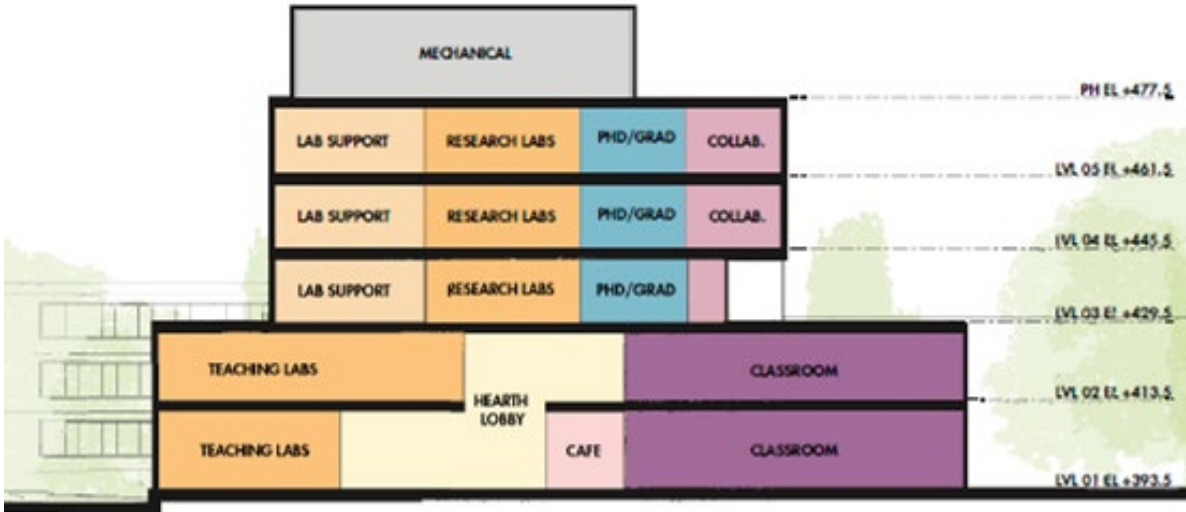 MECHANICAL
PH EL +477.5
LAB SUPPORT RESEARCH LABS PHD/GRAD COLLAB.
LVL 05 EL +461.5
LAB SUPPORT RESEARCH LABS PHD/GRAD COLLAB.
LVL 04 EL +445.5
LAB SUPPORT RESEARCH LABS PHD/GRAD
LVL 03 EL +429.5
TEACHING LABS CLASSROOM
LVL 02 EL +413.5
HEARTH
LOBBY
TEACHING LABS CAFE CLASSROOM
LVL 01 EL +393.5